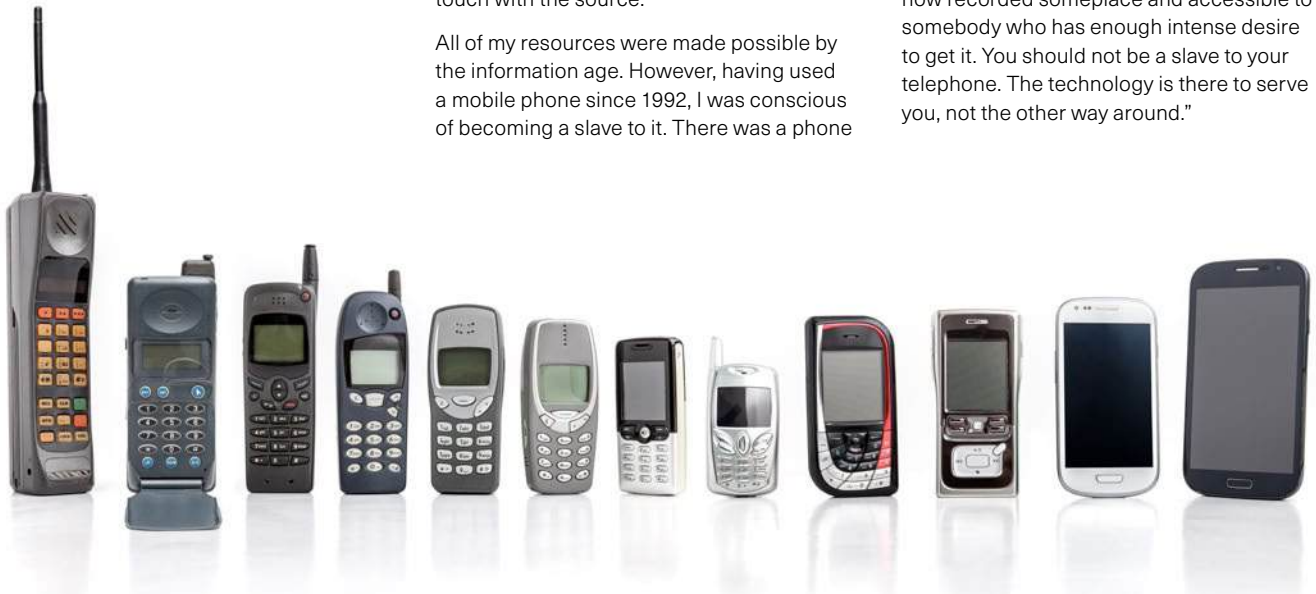 touch with the source.
All of my resources were made possible by
the information age. However, having used
a mobile phone since 1992, I was conscious
of becoming a slave to it. There was a phone
now recorded someplace and accessible to
somebody who has enough intense desire
to get it. You should not be a slave to your
telephone. The technology is there to serve
you, not the other way around.”